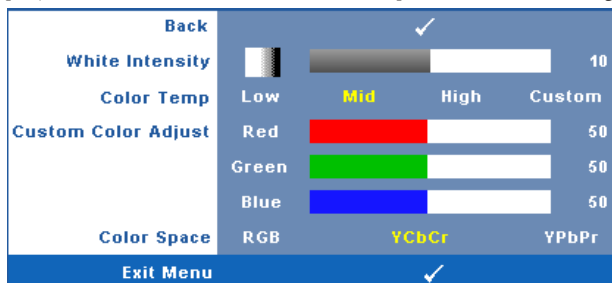 Back
White Intensity 10
Color Temp Low Mid High Custom
Custom Color Adjust Red 50
Green 50
Blue 50
Color Space RGB YCbCr YPbPr
Exit Menu